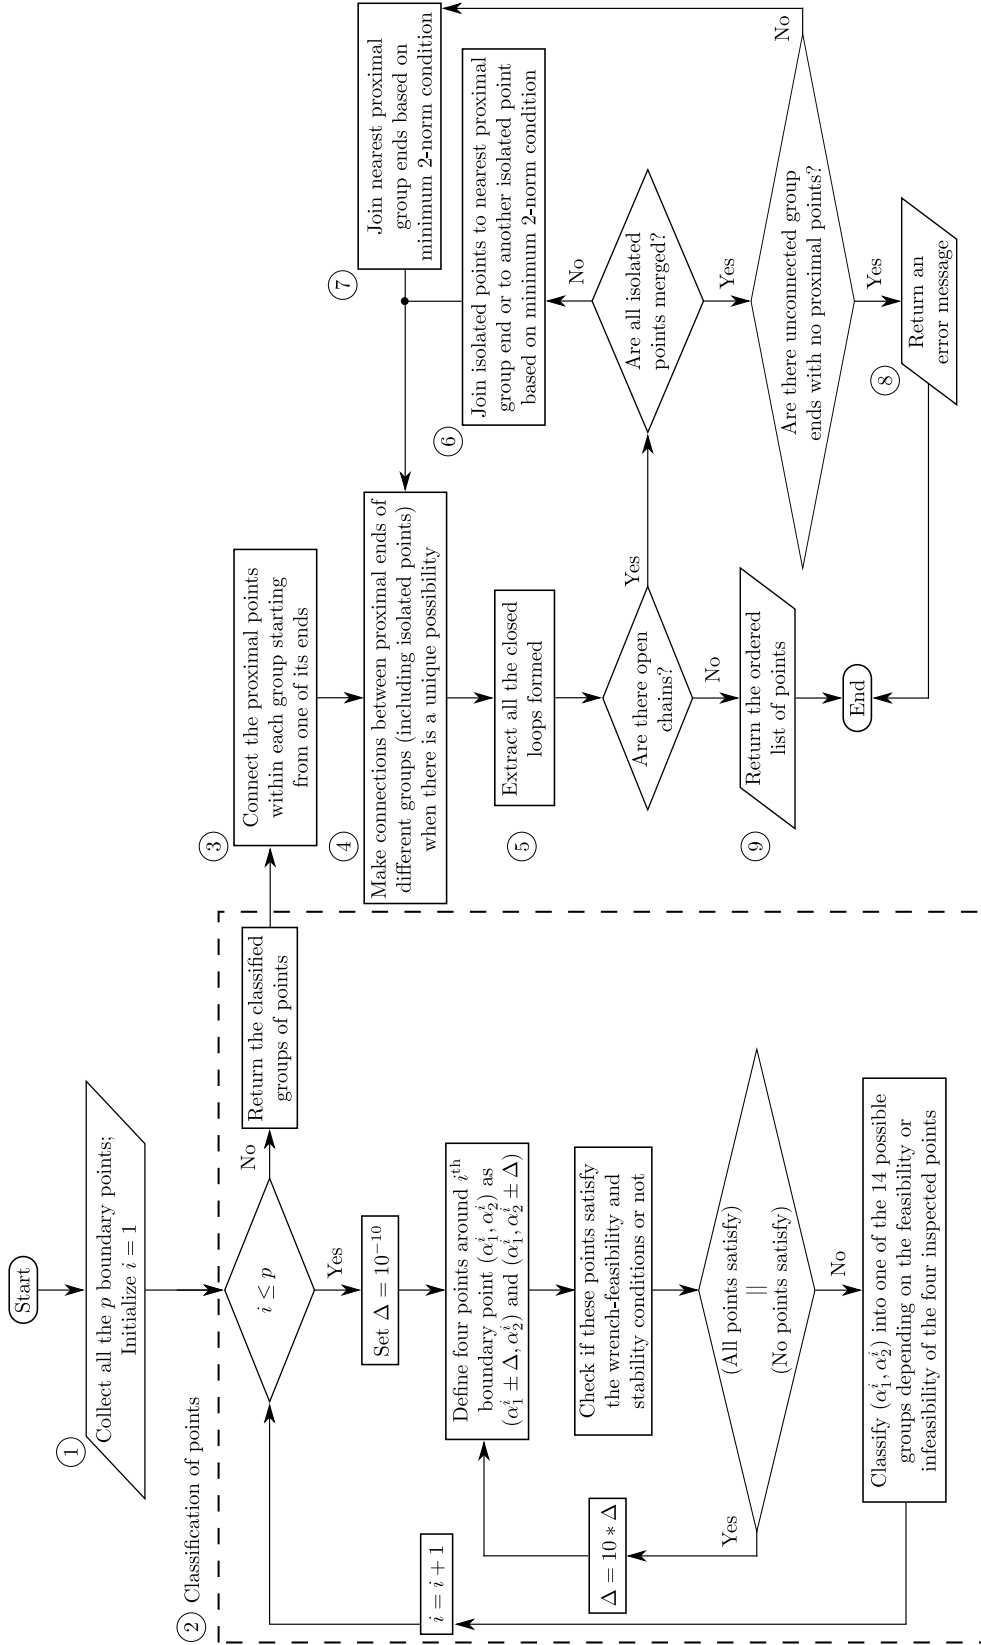 Start
1
Collect all the p boundary points;
Initialize i = 1
2 Classification of points
i ≤ p
Yes
No
Set Δ = 10⁻¹⁰
Define four points around iᵗʰ
boundary point (α₁ⁱ, α₂ⁱ) as
(α₁ⁱ ± Δ, α₂ⁱ) and (α₁ⁱ, α₂ⁱ ± Δ)
Check if these points satisfy
the wrench-feasibility and
stability conditions or not
(All points satisfy)
||
(No points satisfy)
Yes
No
Δ = 10 ∗ Δ
Classify (α₁ⁱ, α₂ⁱ) into one of the 14 possible
groups depending on the feasibility or
infeasibility of the four inspected points
i = i + 1
Return the classified
groups of points
3
Connect the proximal points
within each group starting
from one of its ends
4
Make connections between proximal ends of
different groups (including isolated points)
when there is a unique possibility
5
Extract all the closed
loops formed
Are there open
chains?
Yes
No
9
Return the ordered
list of points
End
Are all isolated
points merged?
No
Yes
6
Join isolated points to nearest proximal
group end or to another isolated point
based on minimum 2-norm condition
7
Join nearest proximal
group ends based on
minimum 2-norm condition
Are there unconnected group
ends with no proximal points?
No
Yes
8
Return an
error message